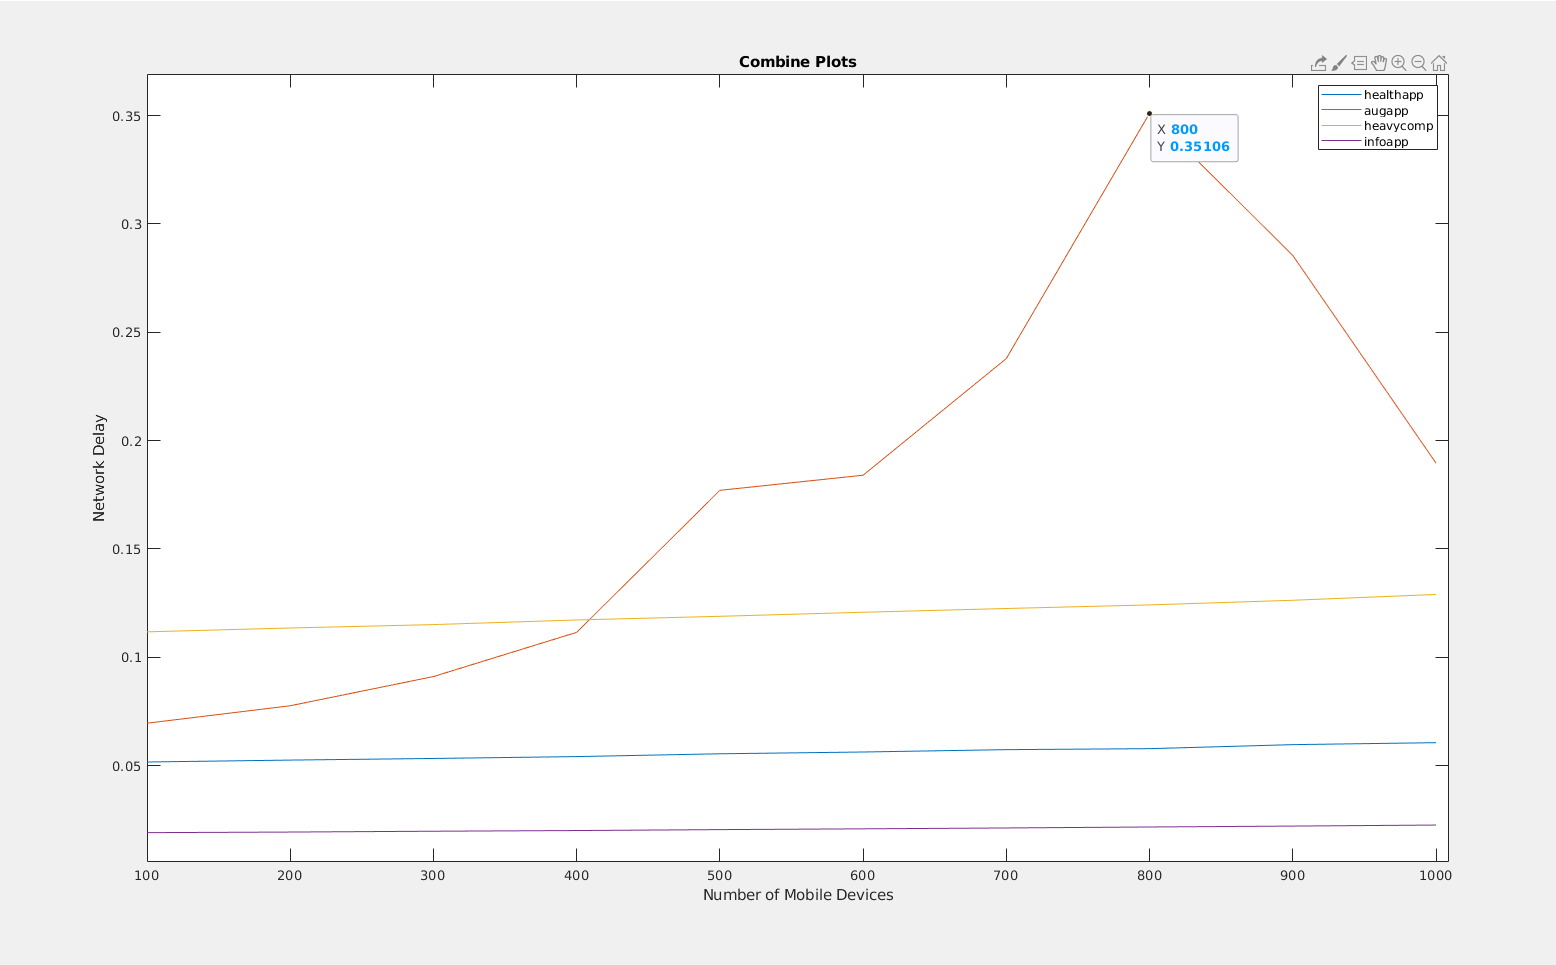 Combine Plots
healthapp
augapp
heavycomp
infoapp
X 800
Y 0.35106
0.35
0.3
0.25
0.2
0.15
0.1
0.05
Network Delay
100 200 300 400 500 600 700 800 900 1000
Number of Mobile Devices